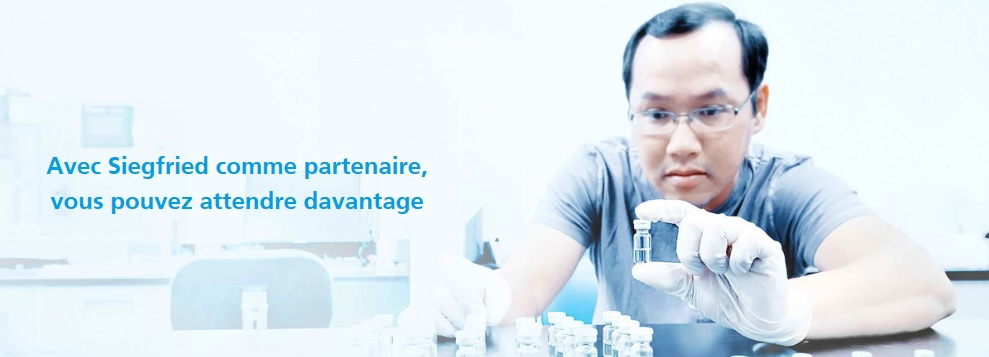 Avec Siegfried comme partenaire,
vous pouvez attendre davantage